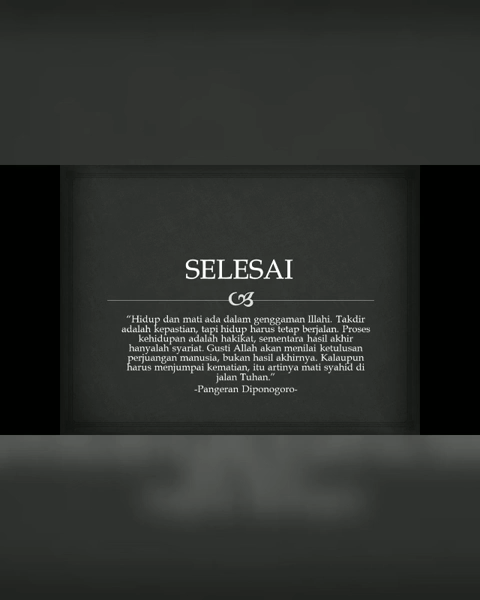 SELESAI
“Hidup dan mati ada dalam genggaman Illahi. Takdir
adalah kepastian, tapi hidup harus tetap berjalan. Proses
kehidupan adalah hakikat, sementara hasil akhir
hanyalah syariat. Gusti Allah akan menilai ketulusan
perjuangan manusia, bukan hasil akhirnya. Kalaupun
harus menjumpai kematian, itu artinya mati syahid di
jalan Tuhan.”
-Pangeran Diponogoro-